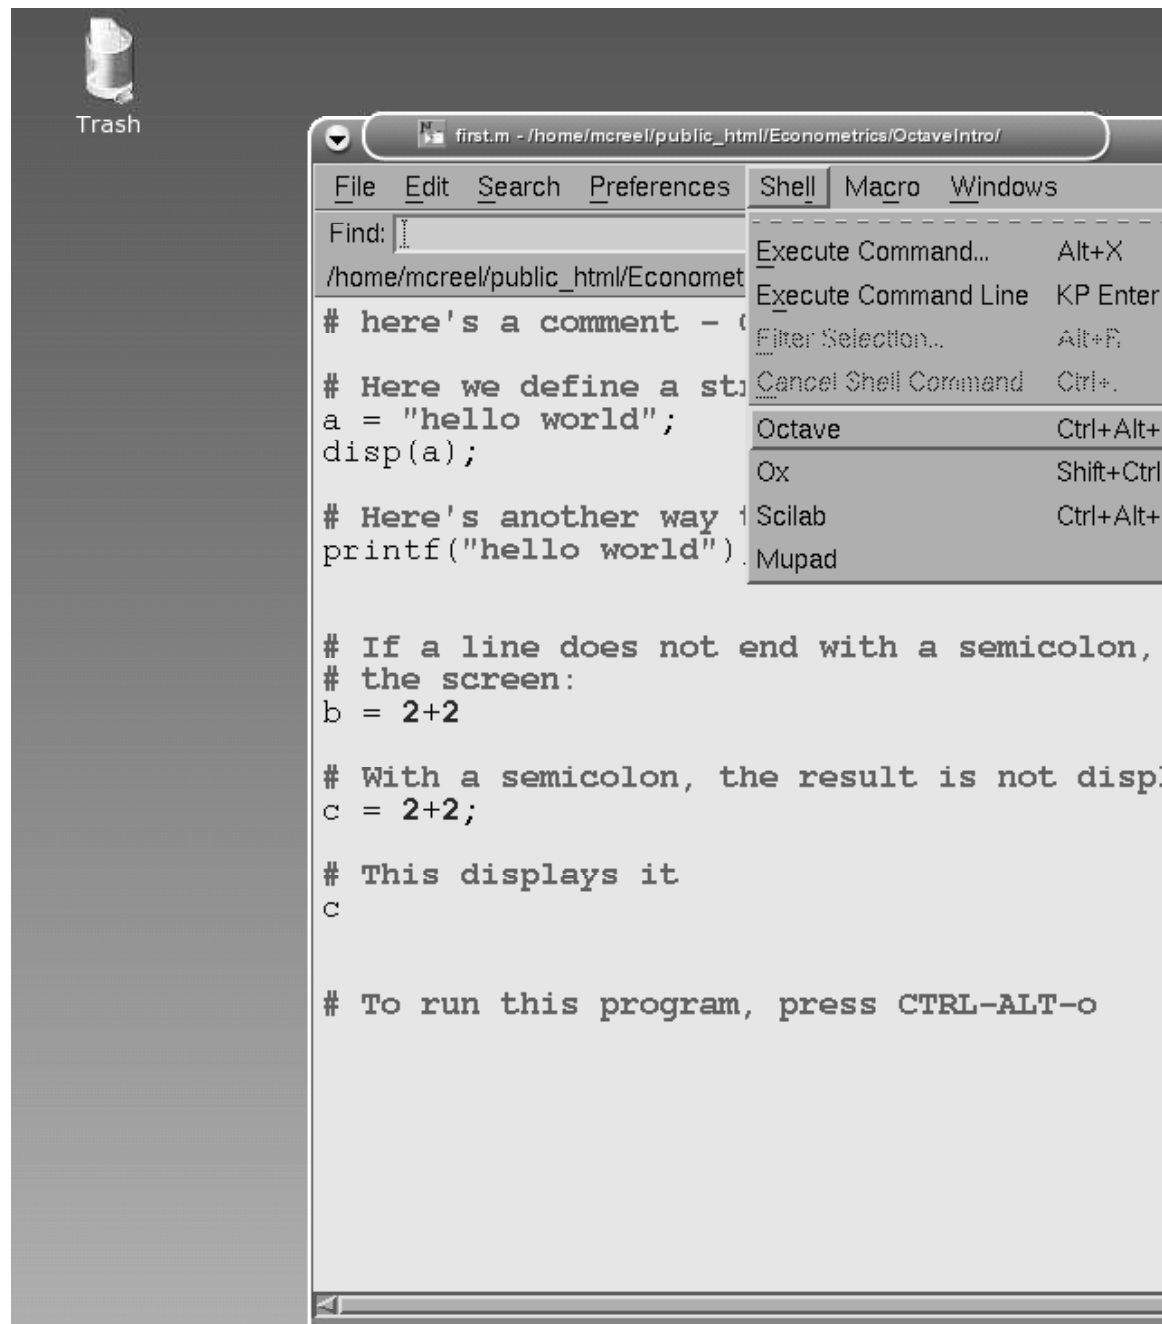 Trash
first.m - /home/mcreel/public_html/Econometrics/OctaveIntro/
File Edit Search Preferences Shell Macro Windows
Find:
/home/mcreel/public_html/Economet
Execute Command... Alt+X
Execute Command Line KP Enter
Filter Selection... Alt+R
Cancel Shell Command Ctrl+.
Octave Ctrl+Alt+
Ox Shift+Ctrl
Scilab Ctrl+Alt+
Mupad
# here's a comment -
# Here we define a str
a = "hello world";
disp(a);
# Here's another way
printf("hello world")
# If a line does not end with a semicolon,
# the screen:
b = 2+2
# With a semicolon, the result is not displ
c = 2+2;
# This displays it
c
# To run this program, press CTRL-ALT-o